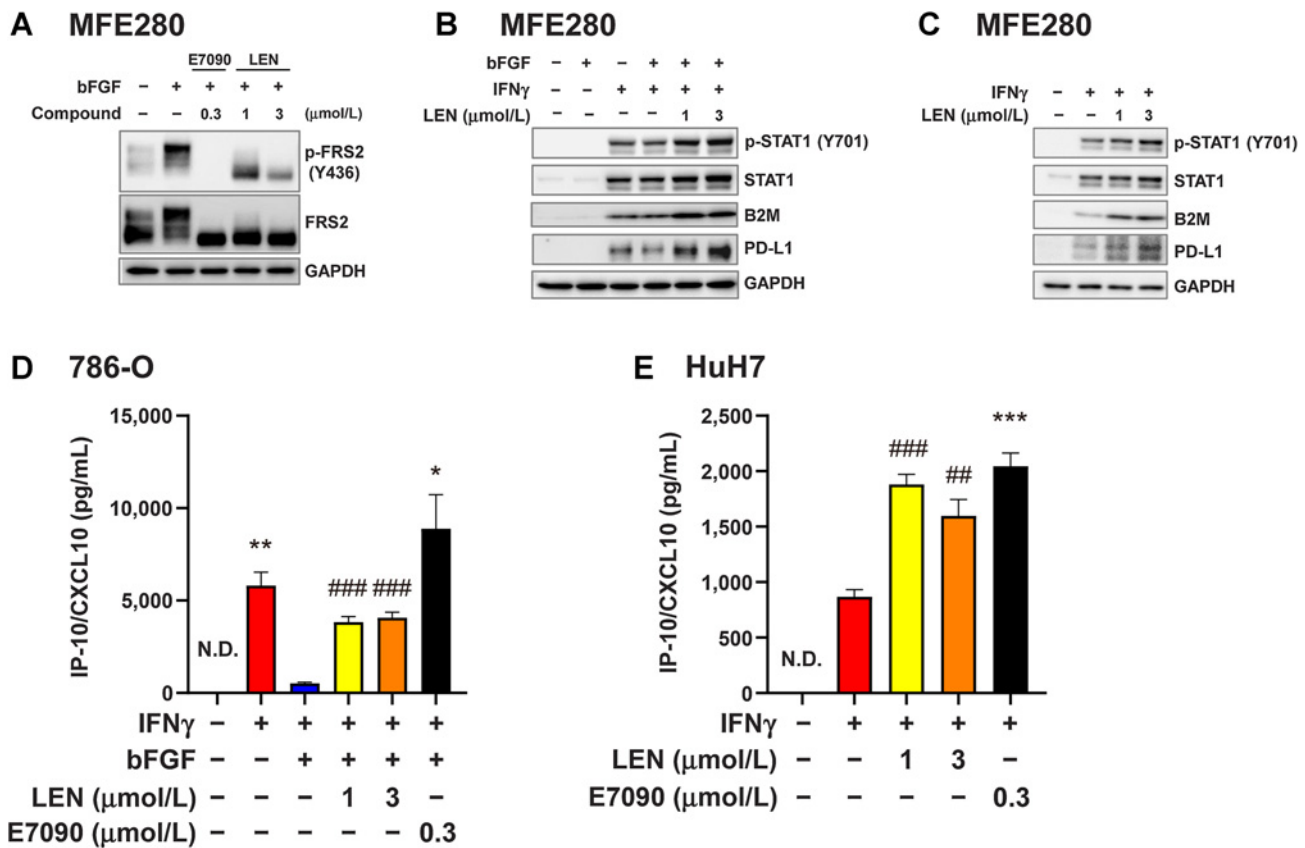 A MFE280
E7090 LEN
bFGF − + + + +
Compound − − 0.3 1 3 (μmol/L)
p-FRS2
(Y436)
FRS2
GAPDH
B MFE280
bFGF − + − + + +
IFNγ − − + + + +
LEN (μmol/L) − − − − 1 3
p-STAT1 (Y701)
STAT1
B2M
PD-L1
GAPDH
C MFE280
IFNγ − + + +
LEN (μmol/L) − − 1 3
p-STAT1 (Y701)
STAT1
B2M
PD-L1
GAPDH
D 786-O
IP-10/CXCL10 (pg/mL)
15,000
10,000
5,000
0
N.D.
**
###
###
*
IFNγ − + + + + +
bFGF − − + + + +
LEN (μmol/L) − − − 1 3 −
E7090 (μmol/L) − − − − − 0.3
E HuH7
IP-10/CXCL10 (pg/mL)
2,500
2,000
1,500
1,000
500
0
N.D.
###
##
***
IFNγ − + + + +
LEN (μmol/L) − − 1 3 −
E7090 (μmol/L) − − − − 0.3